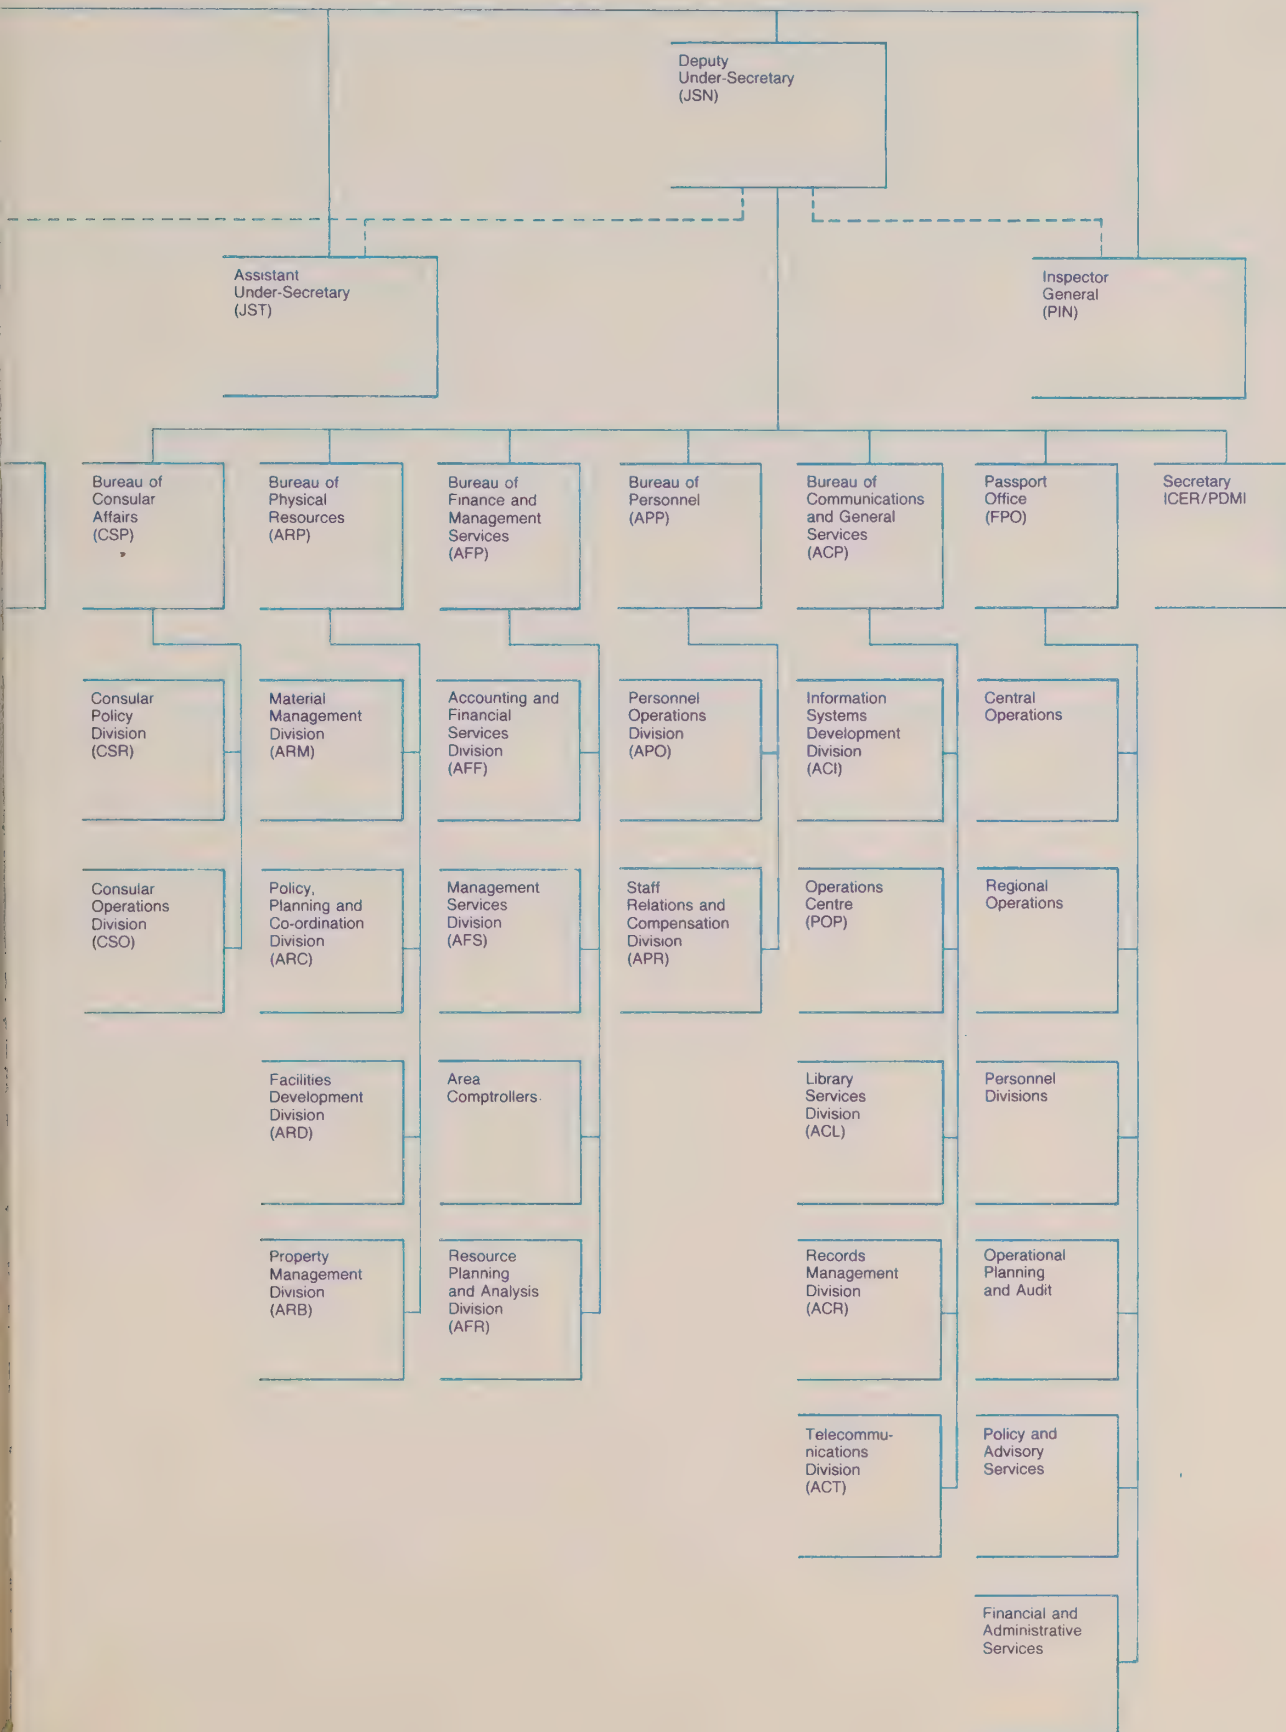 Deputy
Under-Secretary
(JSN)
Assistant
Under-Secretary
(JST)
Inspector
General
(PIN)
Bureau of
Consular
Affairs
(CSP)
Bureau of
Physical
Resources
(ARP)
Bureau of
Finance and
Management
Services
(AFP)
Bureau of
Personnel
(APP)
Bureau of
Communications
and General
Services
(ACP)
Passport
Office
(FPO)
Secretary
ICER/PDMI
Consular
Policy
Division
(CSR)
Material
Management
Division
(ARM)
Accounting and
Financial
Services
Division
(AFF)
Personnel
Operations
Division
(APO)
Information
Systems
Development
Division
(ACI)
Central
Operations
Consular
Operations
Division
(CSO)
Policy,
Planning and
Co-ordination
Division
(ARC)
Management
Services
Division
(AFS)
Staff
Relations and
Compensation
Division
(APR)
Operations
Centre
(POP)
Regional
Operations
Facilities
Development
Division
(ARD)
Area
Comptrollers
Library
Services
Division
(ACL)
Personnel
Divisions
Property
Management
Division
(ARB)
Resource
Planning
and Analysis
Division
(AFR)
Records
Management
Division
(ACR)
Operational
Planning
and Audit
Telecommu-
nications
Division
(ACT)
Policy and
Advisory
Services
Financial and
Administrative
Services